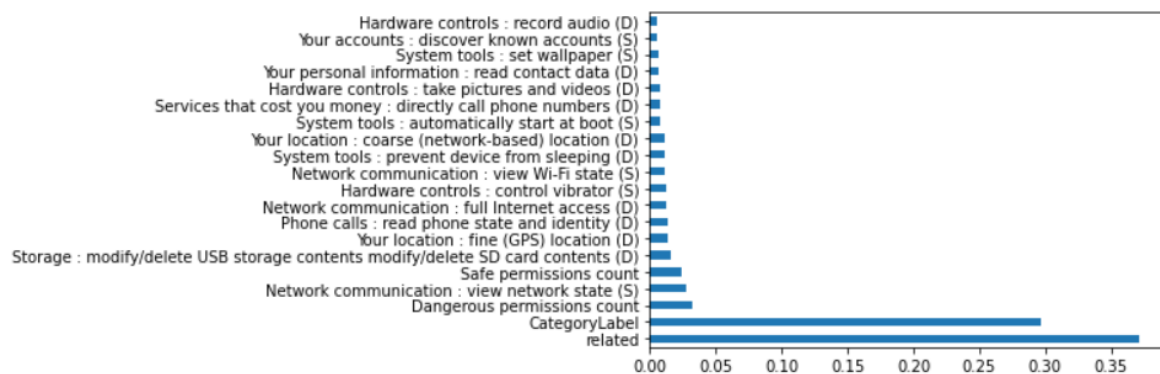 Hardware controls : record audio (D)
Your accounts : discover known accounts (S)
System tools : set wallpaper (S)
Your personal information : read contact data (D)
Hardware controls : take pictures and videos (D)
Services that cost you money : directly call phone numbers (D)
System tools : automatically start at boot (S)
Your location : coarse (network-based) location (D)
System tools : prevent device from sleeping (D)
Network communication : view Wi-Fi state (S)
Hardware controls : control vibrator (S)
Network communication : full Internet access (D)
Phone calls : read phone state and identity (D)
Your location : fine (GPS) location (D)
Storage : modify/delete USB storage contents modify/delete SD card contents (D)
Safe permissions count
Network communication : view network state (S)
Dangerous permissions count
CategoryLabel
related
0.00 0.05 0.10 0.15 0.20 0.25 0.30 0.35